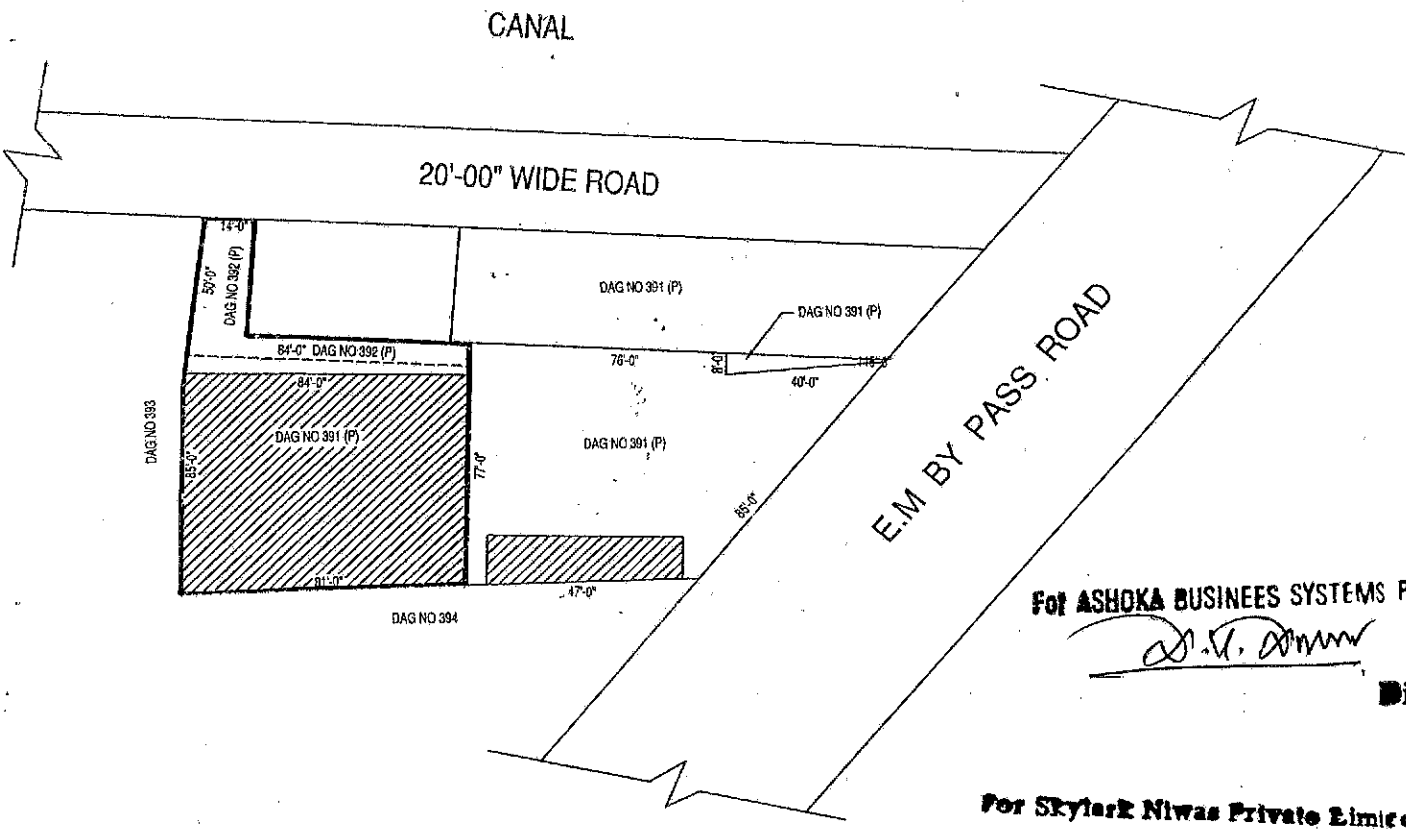 CANAL
20'-00" WIDE ROAD
14'-0"
50'-0"
DAG NO 392 (P)
DAG NO 391 (P)
DAG NO 391 (P)
84'-0" DAG NO 392 (P)
76'-0"
8'-0"
40'-0"
84'-0"
DAG NO 393
85'-0"
DAG NO 391 (P)
77'-0"
DAG NO 391 (P)
85'-0"
E.M BY PASS ROAD
81'-0"
47'-0"
DAG NO 394
For ASHOKA BUSINEES SYSTEMS P
Di
For Skylark Niwas Private Limite